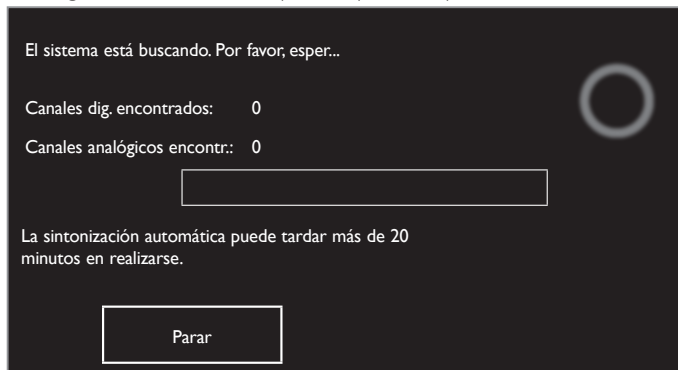 El sistema está buscando. Por favor, esper...
Canales dig. encontrados: 0
Canales analógicos encontr.: 0
La sintonización automática puede tardar más de 20
minutos en realizarse.
Parar